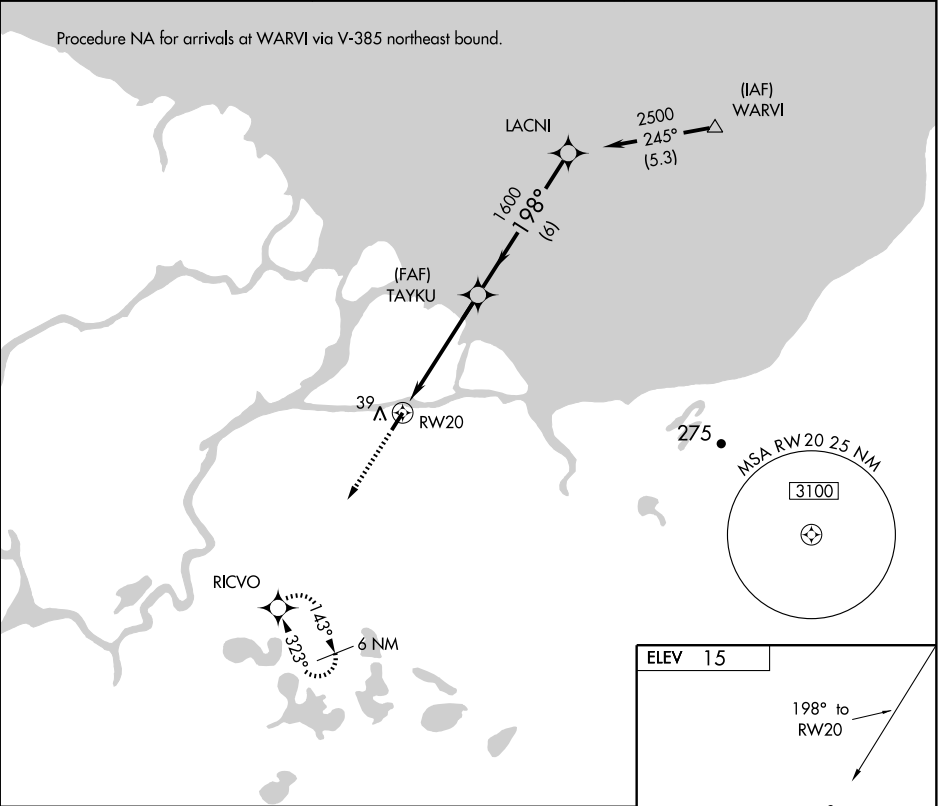 Procedure NA for arrivals at WARVI via V-385 northeast bound.
(IAF)
WARVI
2500
245°
(5.3)
LACNI
1600
198°
(6)
(FAF)
TAYKU
39
RW20
275
MSA RW20 25 NM
3100
RICVO
143°
323°
6 NM
ELEV 15
198° to
RW20